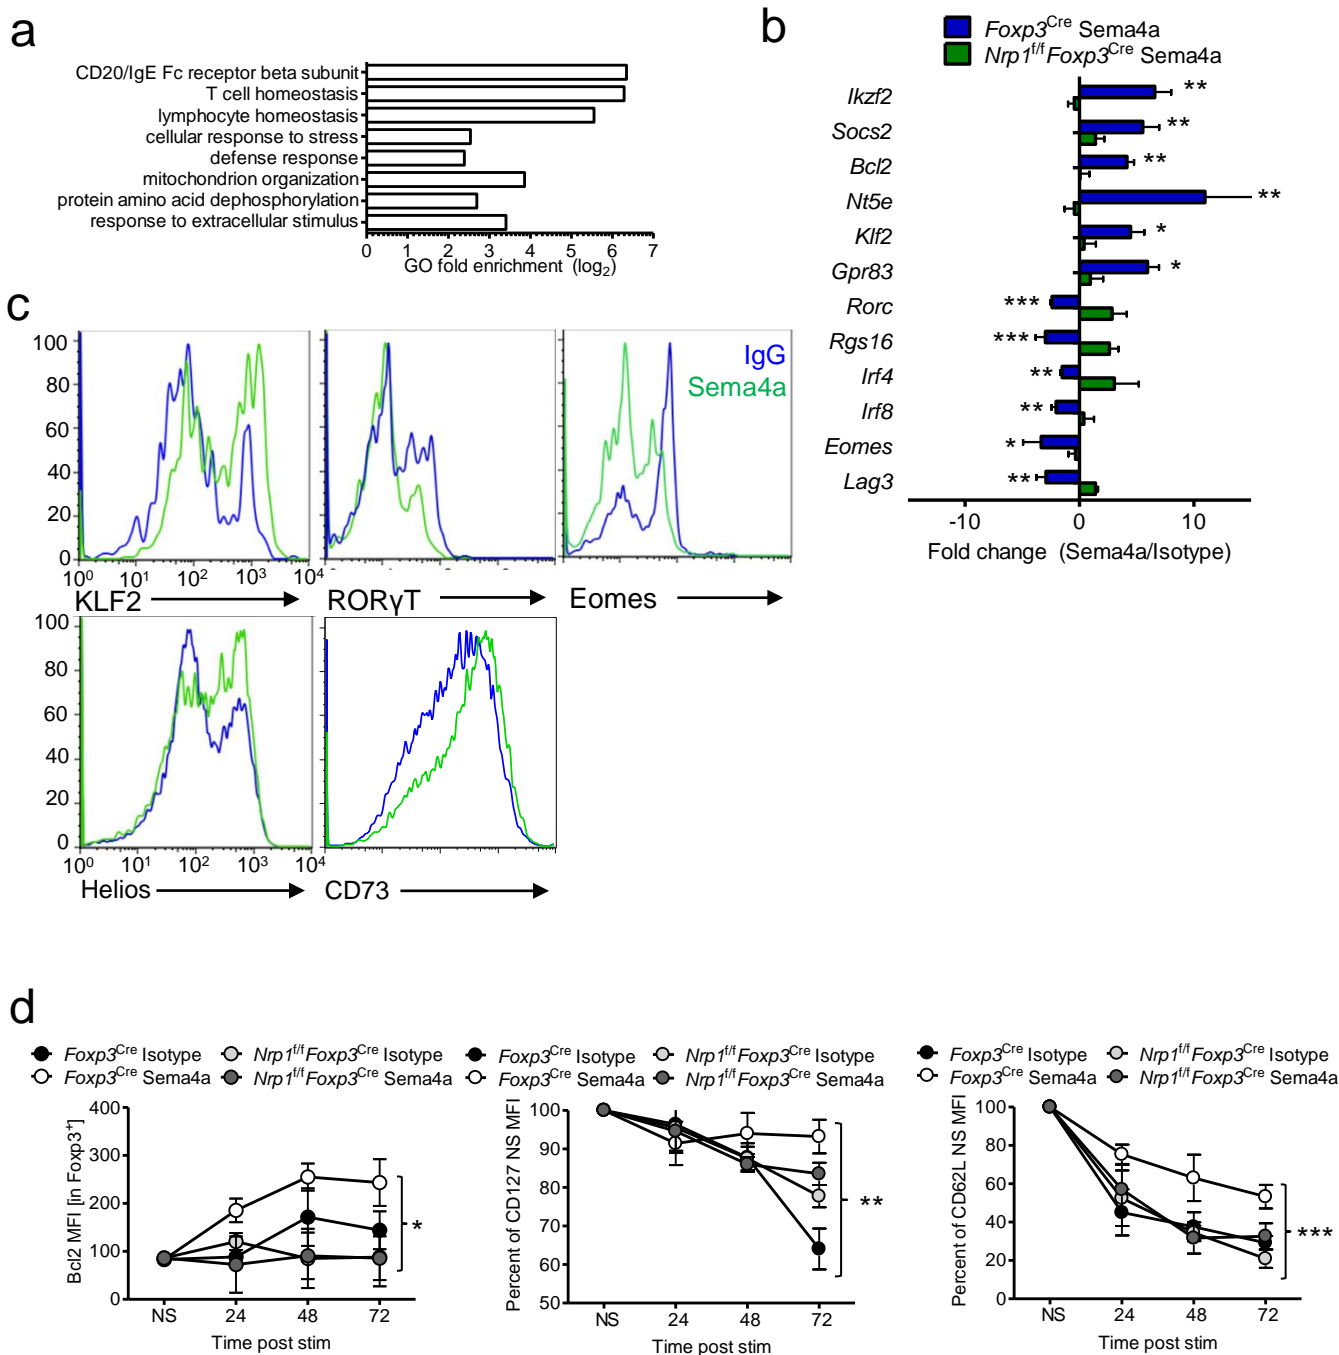 a
CD20/IgE Fc receptor beta subunit
T cell homeostasis
lymphocyte homeostasis
cellular response to stress
defense response
mitochondrion organization
protein amino acid dephosphorylation
response to extracellular stimulus
0 1 2 3 4 5 6 7
GO fold enrichment (log2)
b
Foxp3Cre Sema4a
Nrp1f/f Foxp3Cre Sema4a
Ikzf2 **
Socs2 **
Bcl2 **
Nt5e **
Klf2 *
Gpr83 *
Rorc ***
Rgs16 ***
Irf4 **
Irf8 **
Eomes *
Lag3 **
-10 0 10
Fold change (Sema4a/Isotype)
c
100
80
60
40
20
0
10⁰ 10¹ 10² 10³ 10⁴
KLF2
RORγT
IgG
Sema4a
Eomes
100
80
60
40
20
0
10⁰ 10¹ 10² 10³ 10⁴
Helios
CD73
d
Foxp3Cre Isotype
Nrp1f/f Foxp3Cre Isotype
Foxp3Cre Sema4a
Nrp1f/f Foxp3Cre Sema4a
Bcl2 MFI [in Foxp3⁺]
400
300
200
100
0
*
NS 24 48 72
Time post stim
Foxp3Cre Isotype
Nrp1f/f Foxp3Cre Isotype
Foxp3Cre Sema4a
Nrp1f/f Foxp3Cre Sema4a
Percent of CD127 NS MFI
100
90
80
70
60
50
**
NS 24 48 72
Time post stim
Foxp3Cre Isotype
Nrp1f/f Foxp3Cre Isotype
Foxp3Cre Sema4a
Nrp1f/f Foxp3Cre Sema4a
Percent of CD62L NS MFI
100
80
60
40
20
0
***
NS 24 48 72
Time post stim